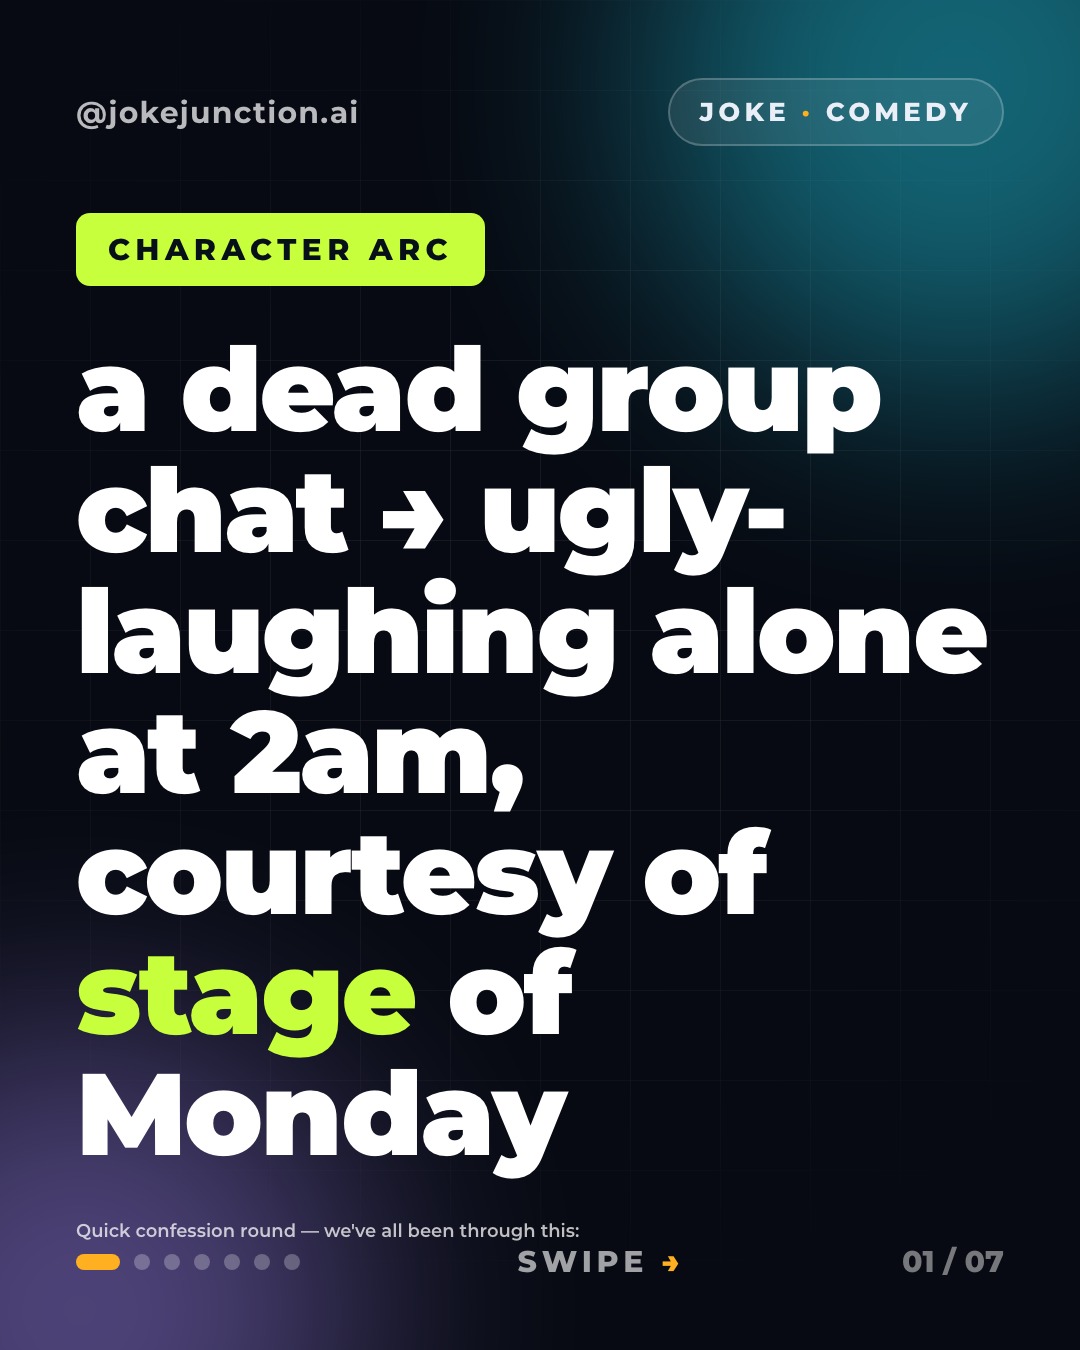 @jokejunction.ai
JOKE · COMEDY
CHARACTER ARC
a dead group
chat → ugly-
laughing alone
at 2am,
courtesy of
stage of
Monday
Quick confession round — we've all been through this:
SWIPE →
01 / 07